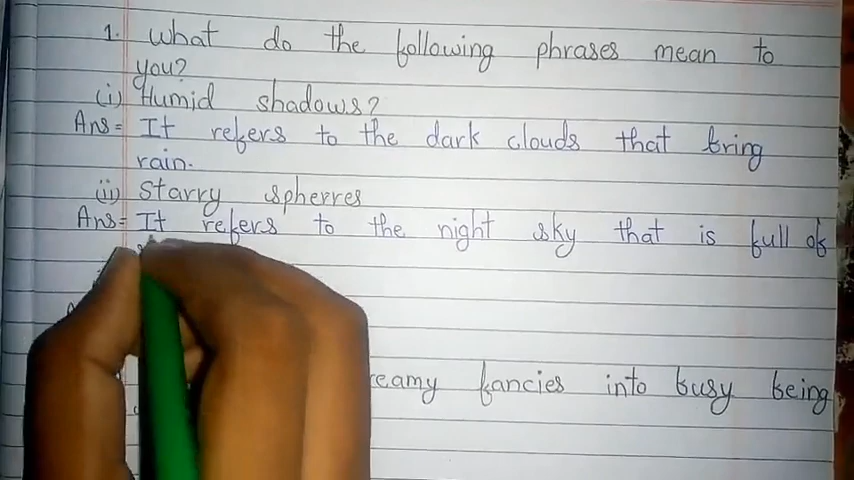 1. What do the following phrases mean to
you?
(i) Humid shadows?
Ans= It refers to the dark clouds that bring
rain.
(ii) Starry spherres
Ans= It refers to the night sky that is full of
fancies into busy being